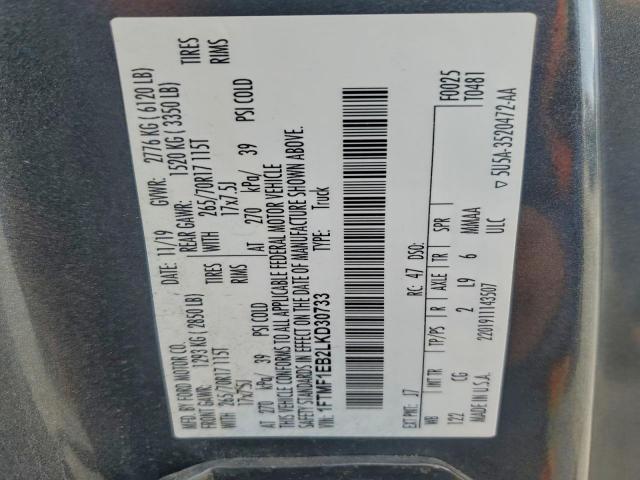 MFD. BY FORD MOTOR CO.
DATE: 11/19 GVWR: 2776 KG ( 6120 LB)
FRONT GAWR: 1293 KG ( 2850 LB) REAR GAWR: 1520 KG ( 3350 LB)
265/70R17 115T TIRES WITH 265/70R17 115T TIRES
17x7.5J RIMS 17x7.5J RIMS
AT 270 kPa/ 39 PSI COLD AT 270 kPa/ 39 PSI COLD
THIS VEHICLE CONFORMS TO ALL APPLICABLE FEDERAL MOTOR VEHICLE
SAFETY STANDARDS IN EFFECT ON THE DATE OF MANUFACTURE SHOWN ABOVE.
VIN: 1FTMF1EB2LKD30733 TYPE: Truck
F0025
T0481
EXT PNT: J7 RC: 47 DSO:
WB INT TR TP/PS R AXLE TR SPR
122 CG 2 L9 6 MMAA
ULC
MADE IN U.S.A. 2201911143507
▽ 5U5A-3520472-AA